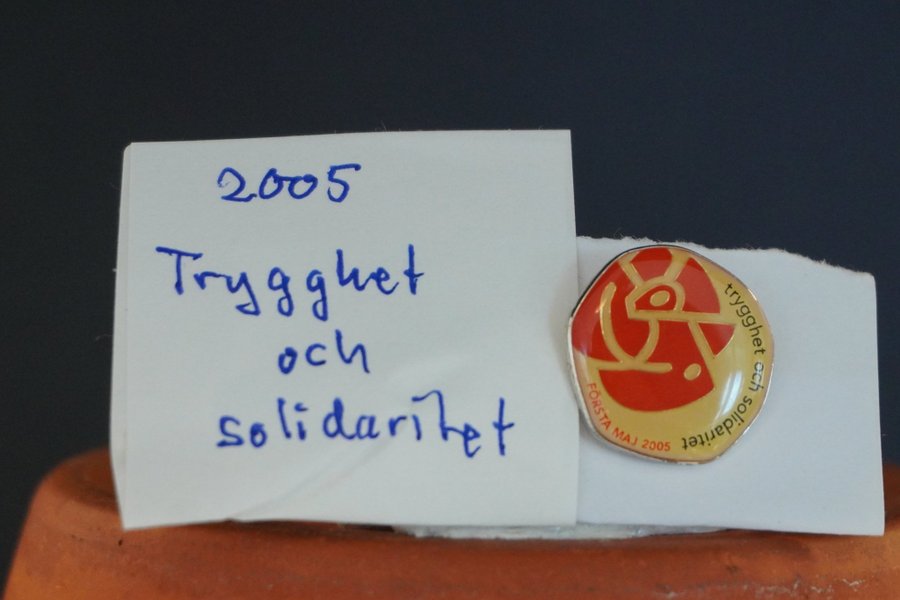 2005
Trygghet
och
solidaritet
trygghet och solidaritet
FÖRSTA MAJ 2005